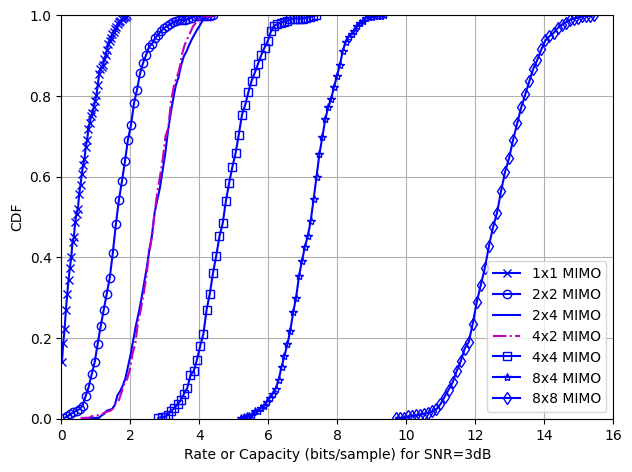 1.0
0.8
0.6
0.4
0.2
0.0
CDF
1x1 MIMO
2x2 MIMO
2x4 MIMO
4x2 MIMO
4x4 MIMO
8x4 MIMO
8x8 MIMO
0 2 4 6 8 10 12 14 16
Rate or Capacity (bits/sample) for SNR=3dB